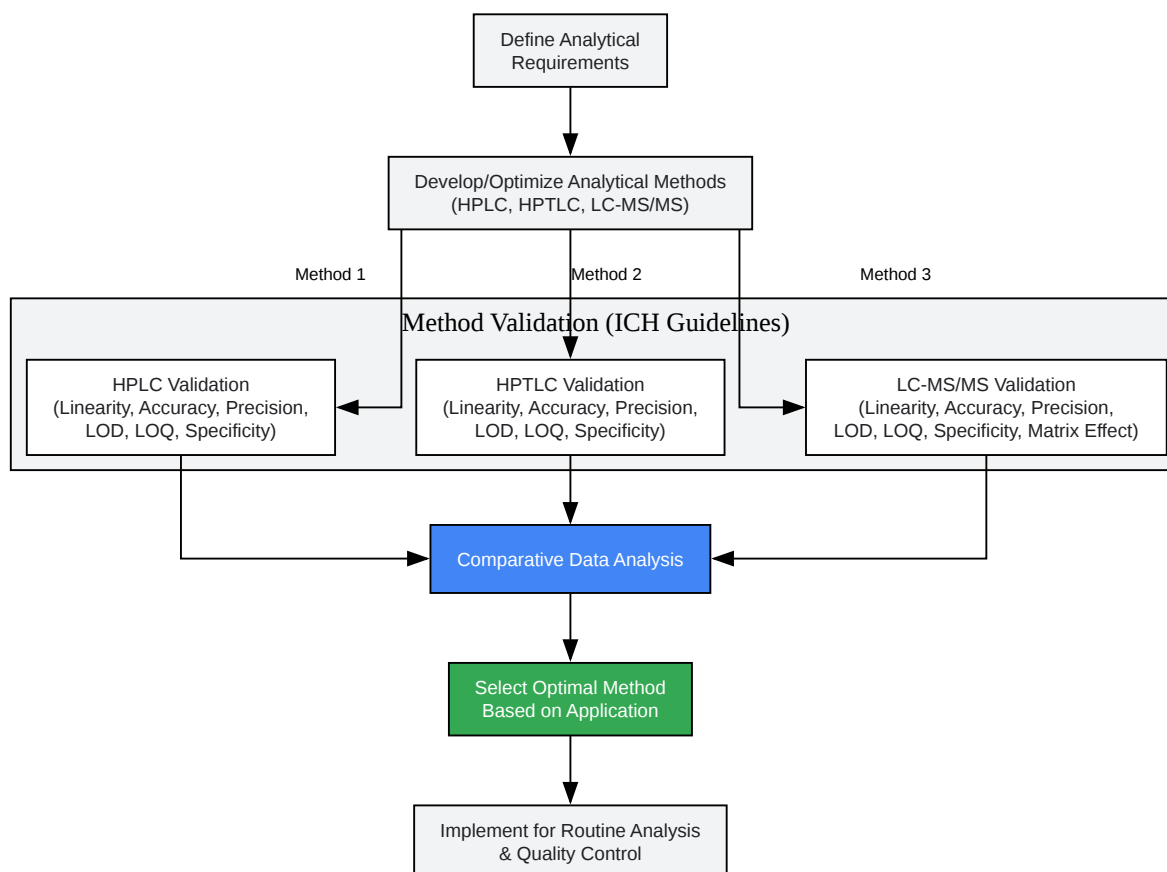 Define Analytical
Requirements
Develop/Optimize Analytical Methods
(HPLC, HPTLC, LC-MS/MS)
Method 1
Method 2
Method 3
Method Validation (ICH Guidelines)
HPLC Validation
(Linearity, Accuracy, Precision,
LOD, LOQ, Specificity)
HPTLC Validation
(Linearity, Accuracy, Precision,
LOD, LOQ, Specificity)
LC-MS/MS Validation
(Linearity, Accuracy, Precision,
LOD, LOQ, Specificity, Matrix Effect)
Comparative Data Analysis
Select Optimal Method
Based on Application
Implement for Routine Analysis
& Quality Control